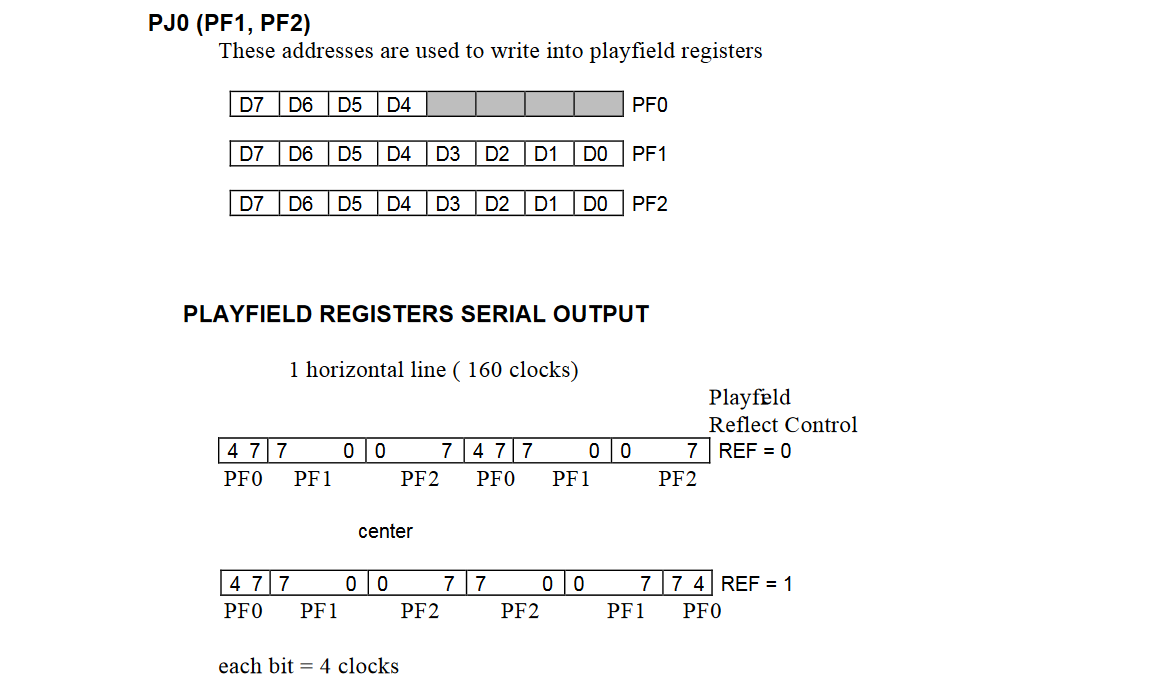 PJ0 (PF1, PF2)
These addresses are used to write into playfield registers
D7 D6 D5 D4 PF0
D7 D6 D5 D4 D3 D2 D1 D0 PF1
D7 D6 D5 D4 D3 D2 D1 D0 PF2
PLAYFIELD REGISTERS SERIAL OUTPUT
1 horizontal line ( 160 clocks)
Playfield
Reflect Control
4 7 7 0 0 7 4 7 7 0 0 7 REF = 0
PF0 PF1 PF2 PF0 PF1 PF2
center
4 7 7 0 0 7 7 0 0 7 7 4 REF = 1
PF0 PF1 PF2 PF2 PF1 PF0
each bit = 4 clocks